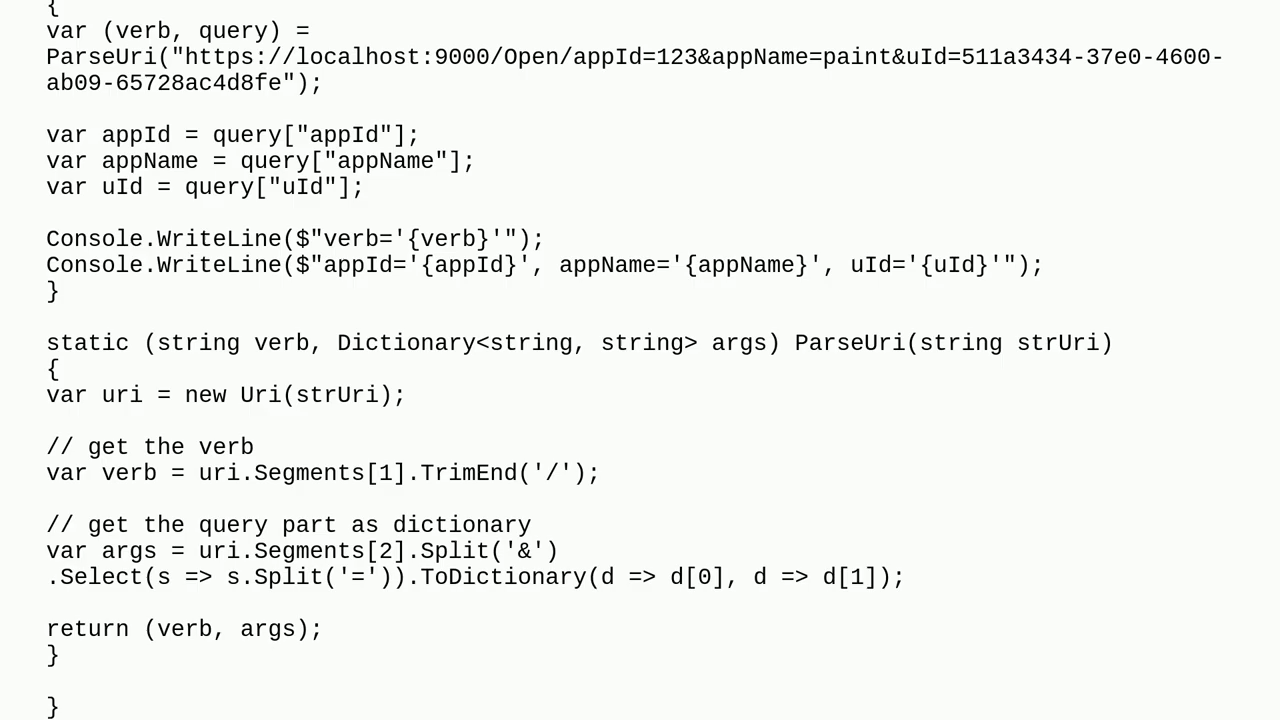 {
var (verb, query) =
ParseUri("https://localhost:9000/Open/appId=123&appName=paint&uId=511a3434-37e0-4600-
ab09-65728ac4d8fe");

var appId = query["appId"];
var appName = query["appName"];
var uId = query["uId"];

Console.WriteLine($"verb='{verb}'");
Console.WriteLine($"appId='{appId}', appName='{appName}', uId='{uId}'");
}

static (string verb, Dictionary<string, string> args) ParseUri(string strUri)
{
var uri = new Uri(strUri);

// get the verb
var verb = uri.Segments[1].TrimEnd('/');

// get the query part as dictionary
var args = uri.Segments[2].Split('&')
.Select(s => s.Split('=')).ToDictionary(d => d[0], d => d[1]);

return (verb, args);
}

}